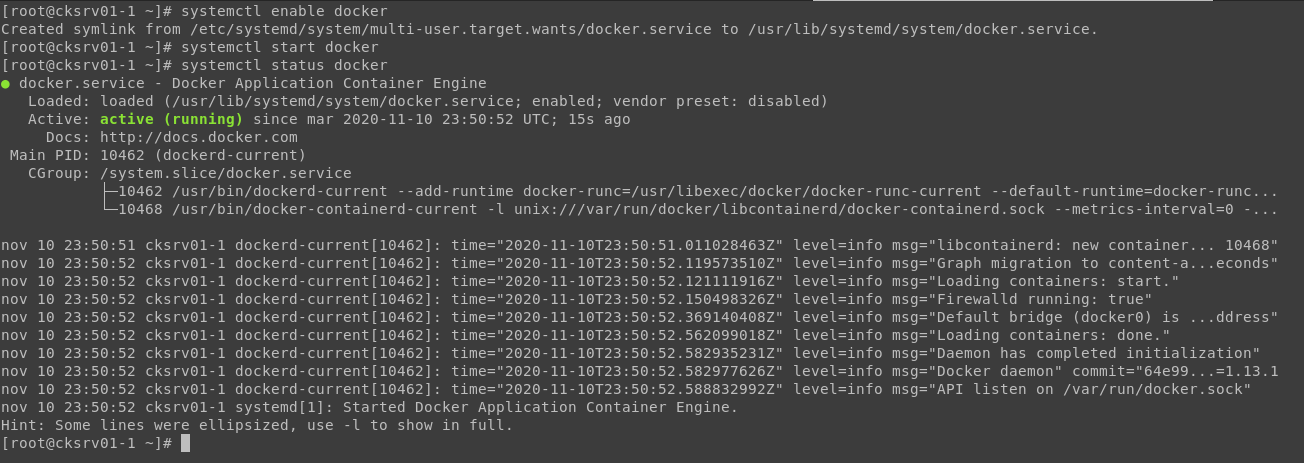 [root@cksrv01-1 ~]# systemctl enable docker
Created symlink from /etc/systemd/system/multi-user.target.wants/docker.service to /usr/lib/systemd/system/docker.service.
[root@cksrv01-1 ~]# systemctl start docker
[root@cksrv01-1 ~]# systemctl status docker
● docker.service - Docker Application Container Engine
   Loaded: loaded (/usr/lib/systemd/system/docker.service; enabled; vendor preset: disabled)
   Active: active (running) since mar 2020-11-10 23:50:52 UTC; 15s ago
     Docs: http://docs.docker.com
 Main PID: 10462 (dockerd-current)
   CGroup: /system.slice/docker.service
           ├─10462 /usr/bin/dockerd-current --add-runtime docker-runc=/usr/libexec/docker/docker-runc-current --default-runtime=docker-runc...
           └─10468 /usr/bin/docker-containerd-current -l unix:///var/run/docker/libcontainerd/docker-containerd.sock --metrics-interval=0 -...

nov 10 23:50:51 cksrv01-1 dockerd-current[10462]: time="2020-11-10T23:50:51.011028463Z" level=info msg="libcontainerd: new container... 10468"
nov 10 23:50:52 cksrv01-1 dockerd-current[10462]: time="2020-11-10T23:50:52.119573510Z" level=info msg="Graph migration to content-a...econds"
nov 10 23:50:52 cksrv01-1 dockerd-current[10462]: time="2020-11-10T23:50:52.121111916Z" level=info msg="Loading containers: start."
nov 10 23:50:52 cksrv01-1 dockerd-current[10462]: time="2020-11-10T23:50:52.150498326Z" level=info msg="Firewalld running: true"
nov 10 23:50:52 cksrv01-1 dockerd-current[10462]: time="2020-11-10T23:50:52.369140408Z" level=info msg="Default bridge (docker0) is ...ddress"
nov 10 23:50:52 cksrv01-1 dockerd-current[10462]: time="2020-11-10T23:50:52.562099018Z" level=info msg="Loading containers: done."
nov 10 23:50:52 cksrv01-1 dockerd-current[10462]: time="2020-11-10T23:50:52.582935231Z" level=info msg="Daemon has completed initialization"
nov 10 23:50:52 cksrv01-1 dockerd-current[10462]: time="2020-11-10T23:50:52.582977626Z" level=info msg="Docker daemon" commit="64e99...=1.13.1
nov 10 23:50:52 cksrv01-1 dockerd-current[10462]: time="2020-11-10T23:50:52.588832992Z" level=info msg="API listen on /var/run/docker.sock"
nov 10 23:50:52 cksrv01-1 systemd[1]: Started Docker Application Container Engine.
Hint: Some lines were ellipsized, use -l to show in full.
[root@cksrv01-1 ~]#